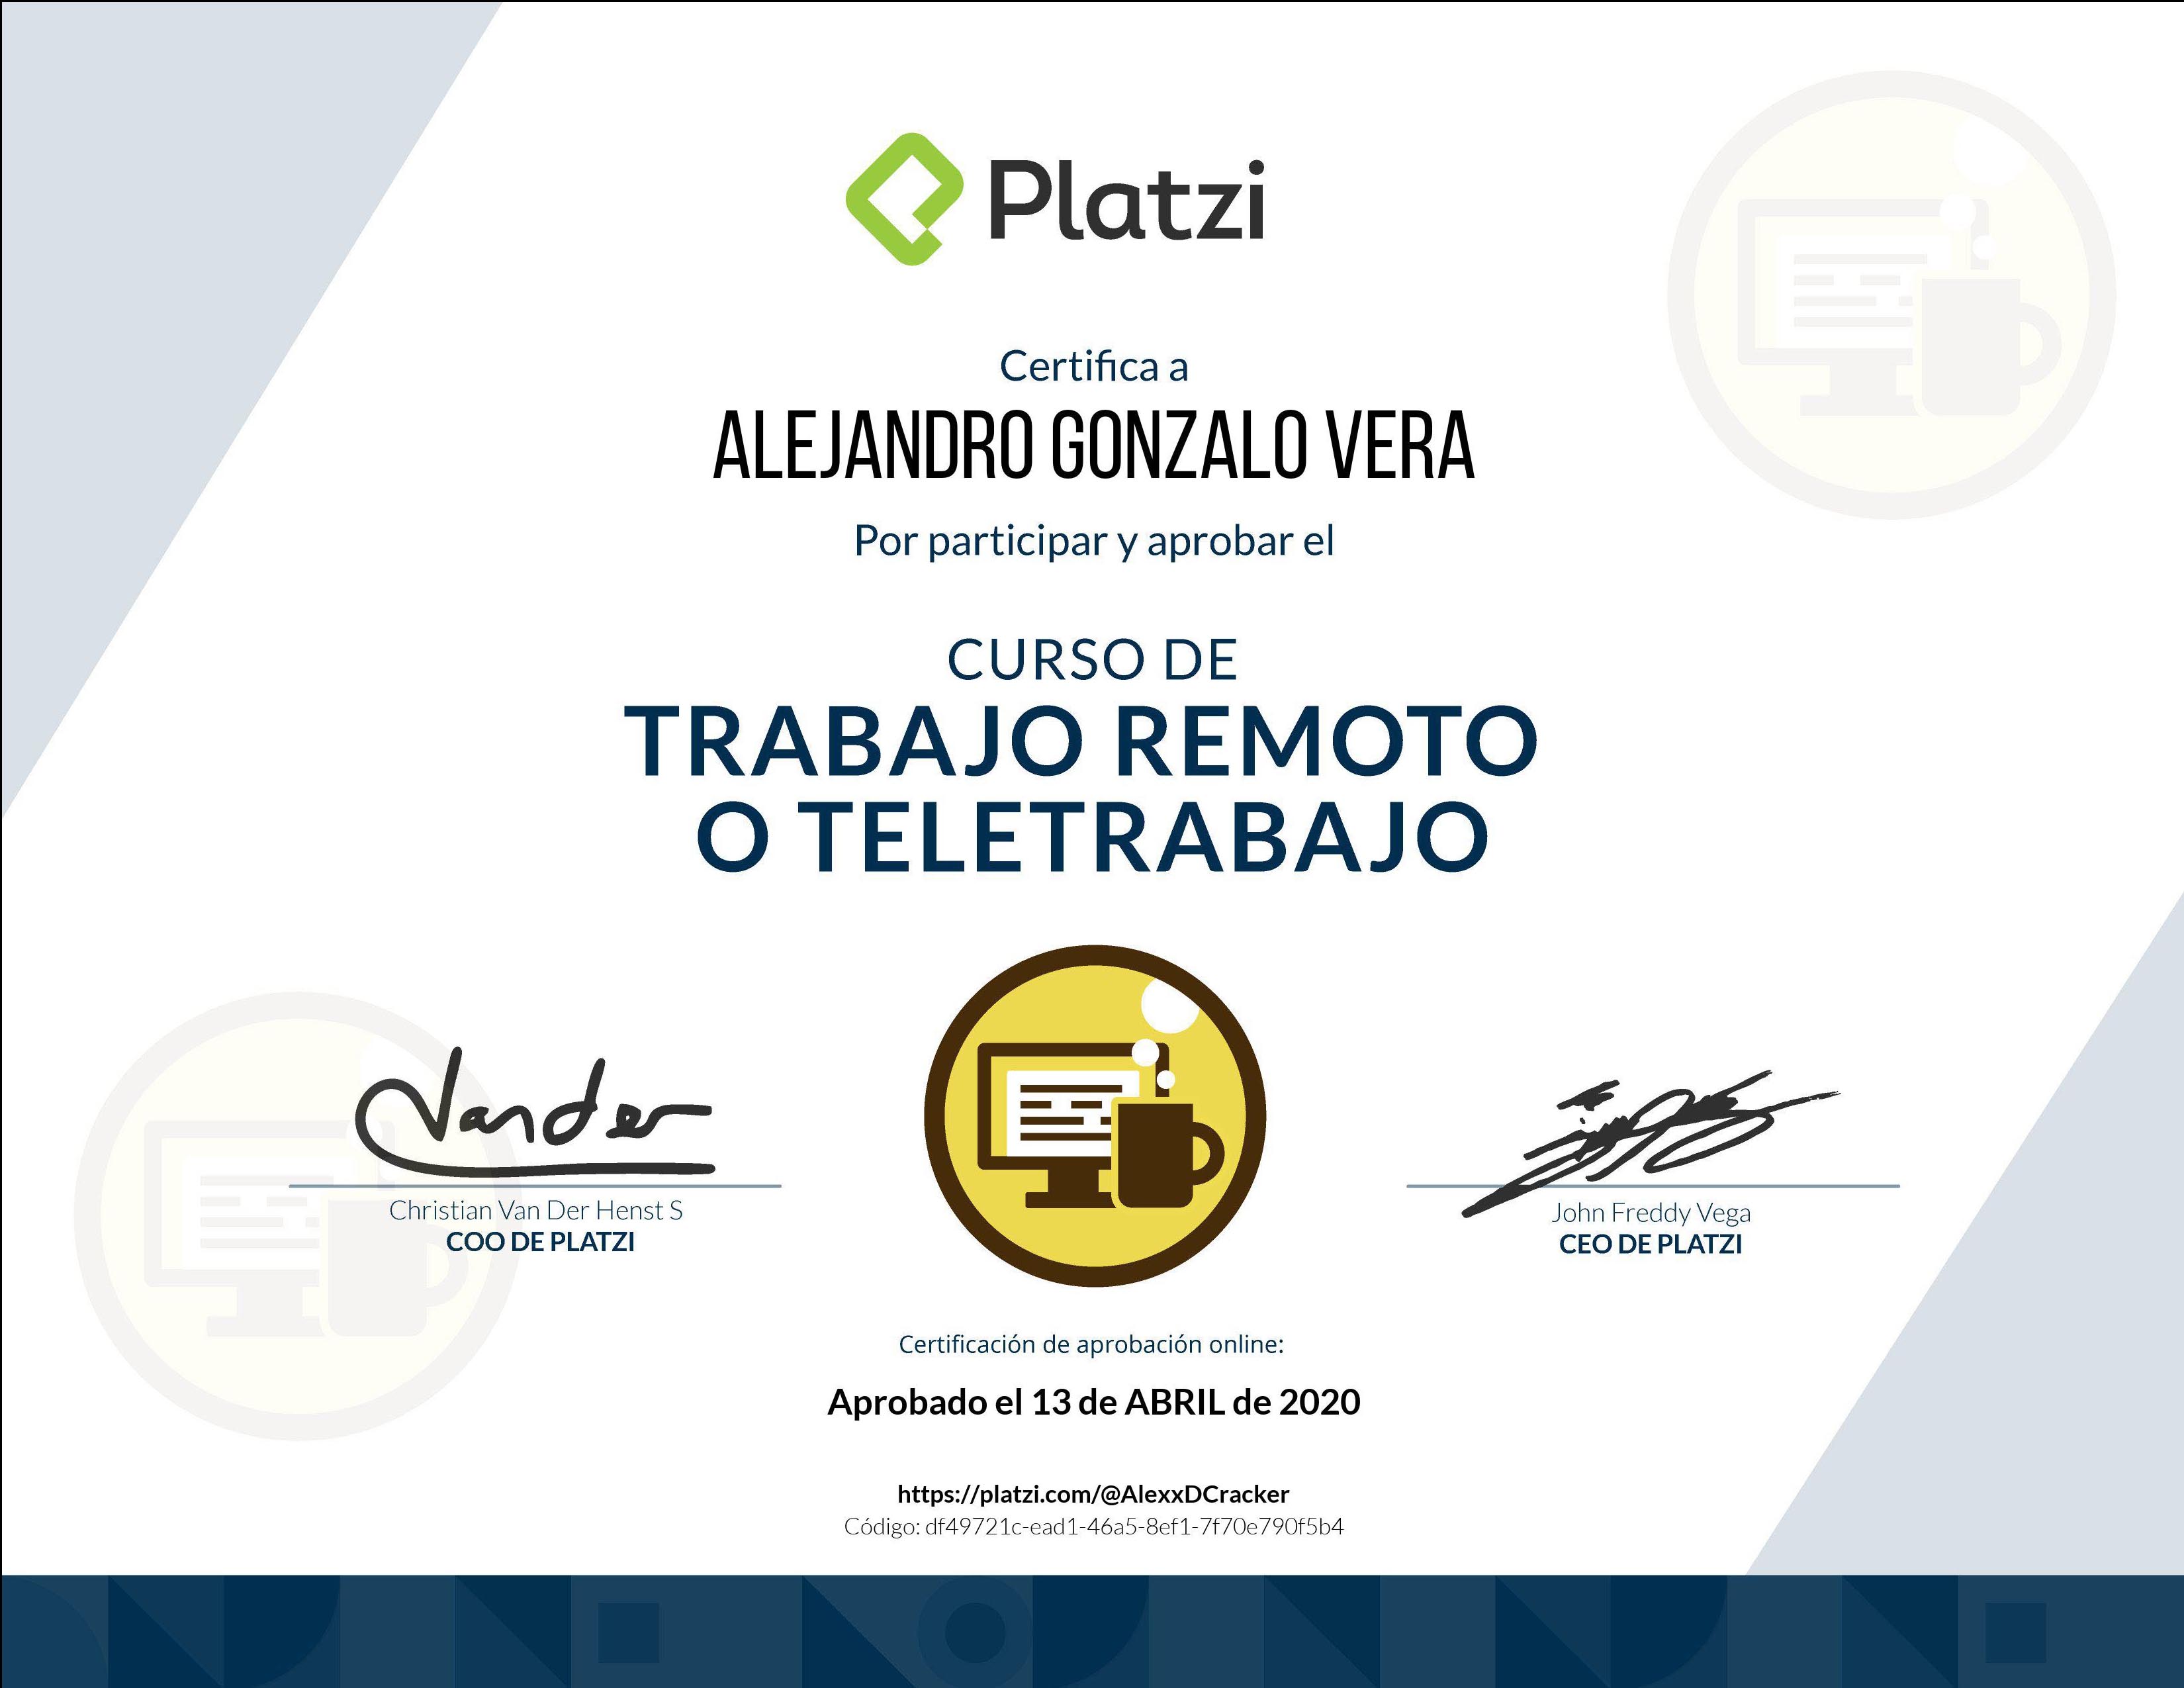 Platzi
Certifica a
ALEJANDRO GONZALO VERA
Por participar y aprobar el
CURSO DE
TRABAJO REMOTO
O TELETRABAJO
Vander
Christian Van Der Henst S
COO DE PLATZI
John Freddy Vega
CEO DE PLATZI
Certificación de aprobación online:
Aprobado el 13 de ABRIL de 2020
https://platzi.com/@AlexxDCracker
Código: df49721c-ead1-46a5-8ef1-7f70e790f5b4